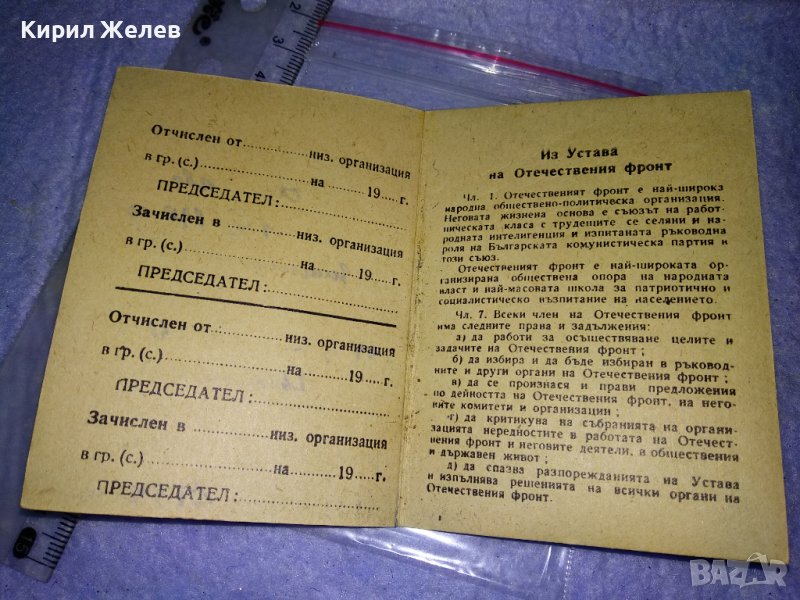 Кирил Желев
Отчислен от ............... низ. организация
в гр. (с.) ............... на ........... 19..... г.
ПРЕДСЕДАТЕЛ: ...............
Зачислен в ............... низ. организация
в гр. (с.) ............... на ........... 19..... г.
ПРЕДСЕДАТЕЛ: ...............
Отчислен от: ............... низ. организация
в гр. (с.) ............... на ........... 19..... г.
ПРЕДСЕДАТЕЛ: ...............
Зачислен в ............... низ. организация
в гр. (с.) ............... на ........... 19..... г.
ПРЕДСЕДАТЕЛ: ...............
Из Устава
на Отечествения фронт
Чл. 1. Отечественият фронт е най-широка
народна обществено-политическа организация.
Неговата жизнена основа е съюзът на работ-
ническата класа с трудещите се селяни и на-
родната интелигенция и изпитаната ръководна
роля на Българската комунистическа партия в
този съюз.
Отечественият фронт е най-широката ор-
ганизирана обществена опора на народната
власт и най-масовата школа за патриотично и
социалистическо възпитание на населението.
Чл. 7. Всеки член на Отечествения фронт
има следните права и задължения:
а) да работи за осъществяване целите и
задачите на Отечествения фронт;
б) да избира и да бъде избиран в ръковод-
ните и други органи на Отечествения фронт;
в) да се произнася и прави предложения
по дейността на Отечествения фронт, на него-
вите комитети и организации;
г) да критикува на събранията на органи-
зацията нередностите в работата на Отечест-
вения фронт и неговите деятели, в обществения
и държавен живот;
д) да спазва разпорежданията на Устава
и изпълнява решенията на всички органи на
Отечествения фронт.
BAZAR